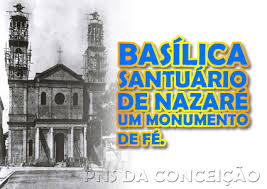 BASÍLICA
SANTUÁRIO
DE NAZARÉ
UM MONUMENTO
DE FÉ.
PNS DA CONCEIÇÃO